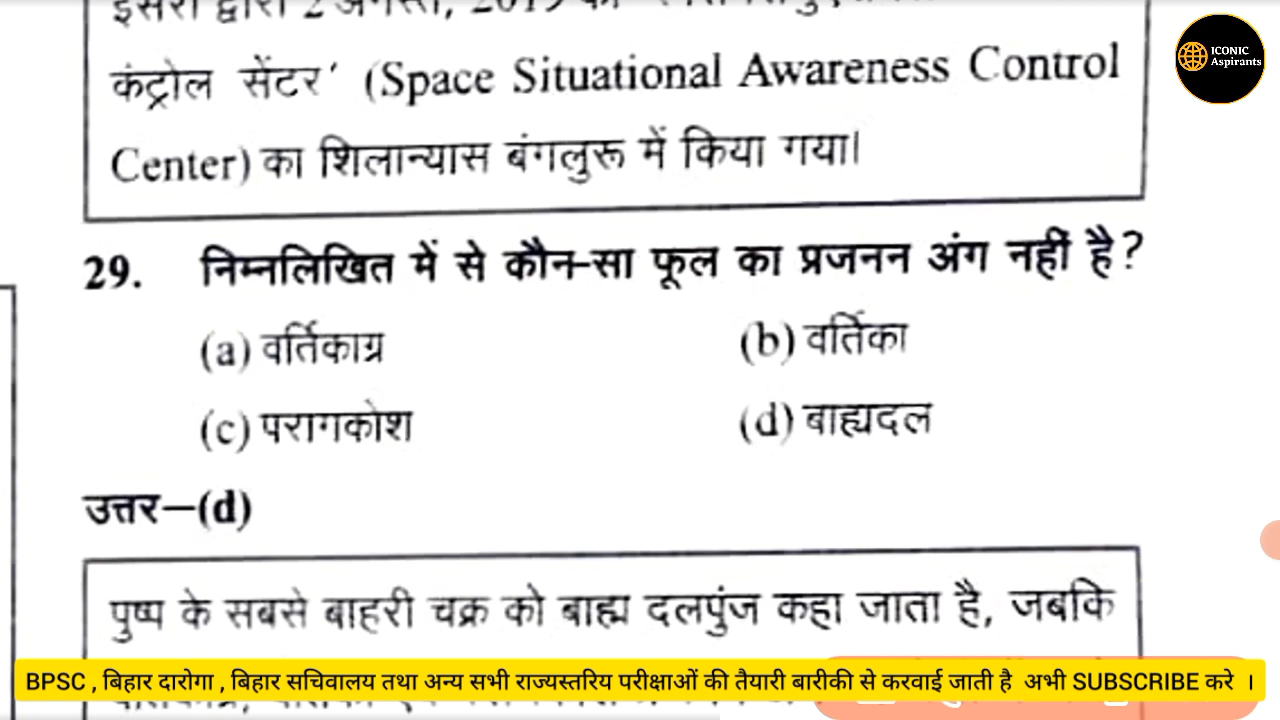 कंट्रोल सेंटर' (Space Situational Awareness Control
Center) का शिलान्यास बंगलुरू में किया गया।
29. निम्नलिखित में से कौन-सा फूल का प्रजनन अंग नहीं है?
(a) वर्तिकाग्र (b) वर्तिका
(c) परागकोश (d) बाह्यदल
उत्तर—(d)
पुष्प के सबसे बाहरी चक्र को बाह्य दलपुंज कहा जाता है, जबकि
BPSC , बिहार दारोगा , बिहार सचिवालय तथा अन्य सभी राज्यस्तरिय परीक्षाओं की तैयारी बारीकी से करवाई जाती है अभी SUBSCRIBE करे ।
ICONIC
Aspirants